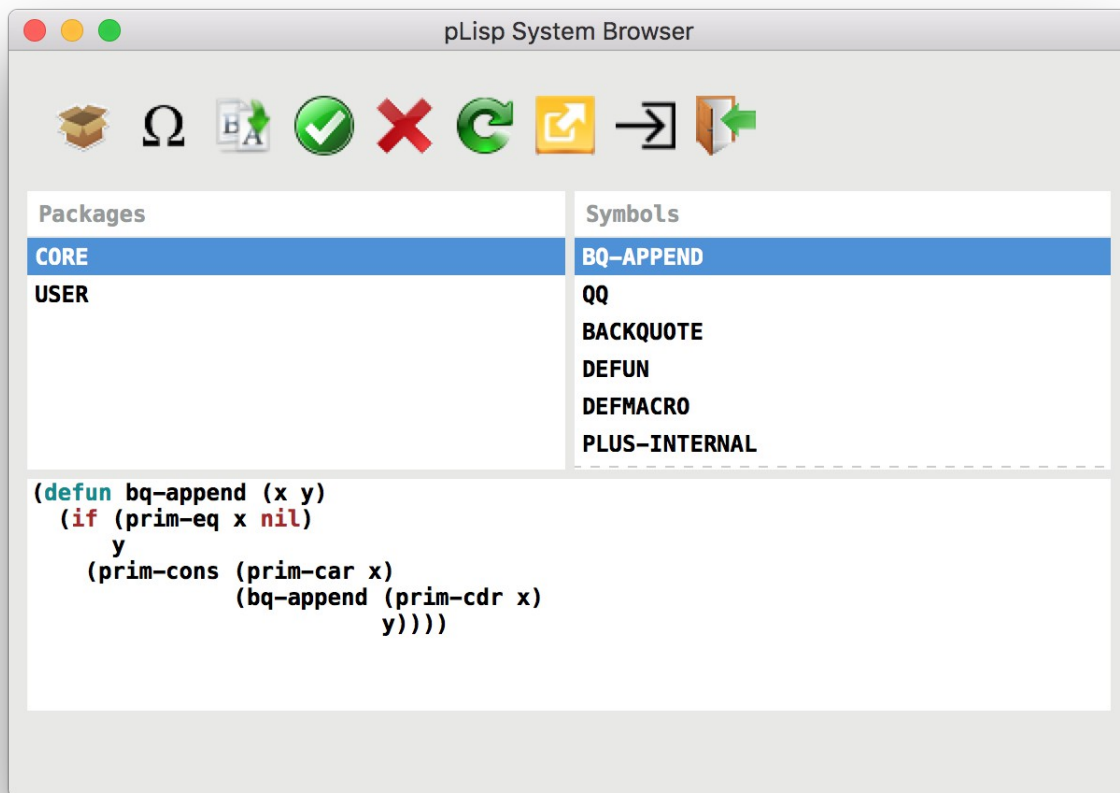 pLisp System Browser
Ω
B A
Packages
Symbols
CORE
USER
BQ-APPEND
QQ
BACKQUOTE
DEFUN
DEFMACRO
PLUS-INTERNAL
(defun bq-append (x y)
  (if (prim-eq x nil)
      y
    (prim-cons (prim-car x)
               (bq-append (prim-cdr x)
                          y))))